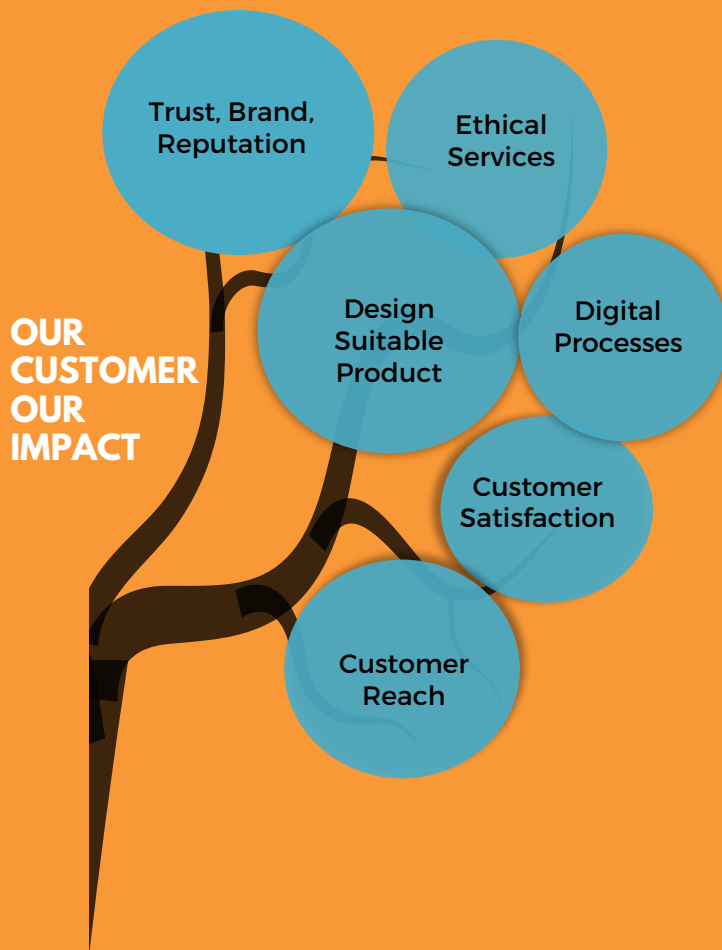 Trust, Brand,
Reputation
Ethical
Services
Design
Suitable
Product
Digital
Processes
OUR
CUSTOMER
OUR
IMPACT
Customer
Satisfaction
Customer
Reach